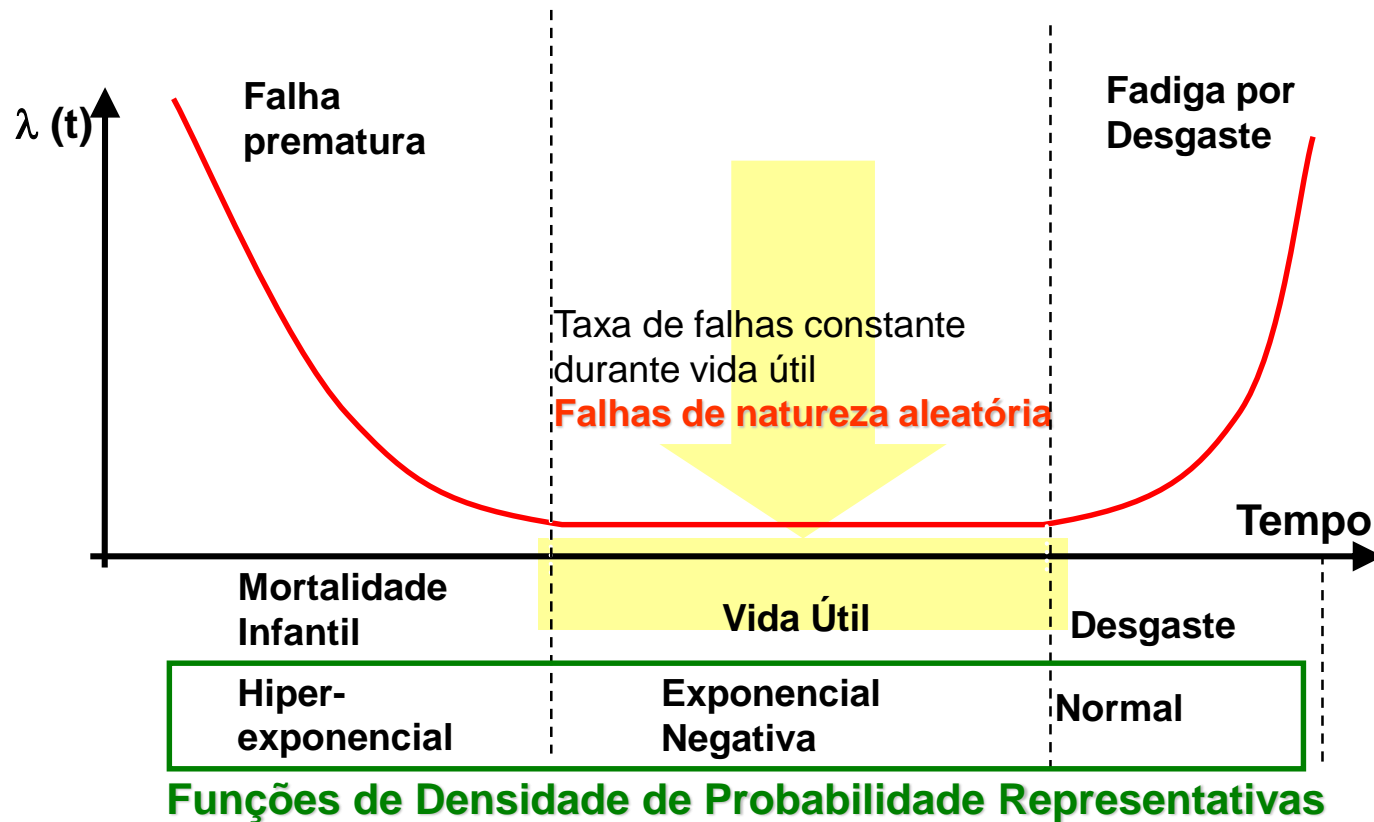 Falha
prematura
Fadiga por
Desgaste
λ (t)
Taxa de falhas constante
durante vida útil
Falhas de natureza aleatória
Tempo
Mortalidade
Infantil
Vida Útil
Desgaste
Hiper-
exponencial
Exponencial
Negativa
Normal
Funções de Densidade de Probabilidade Representativas